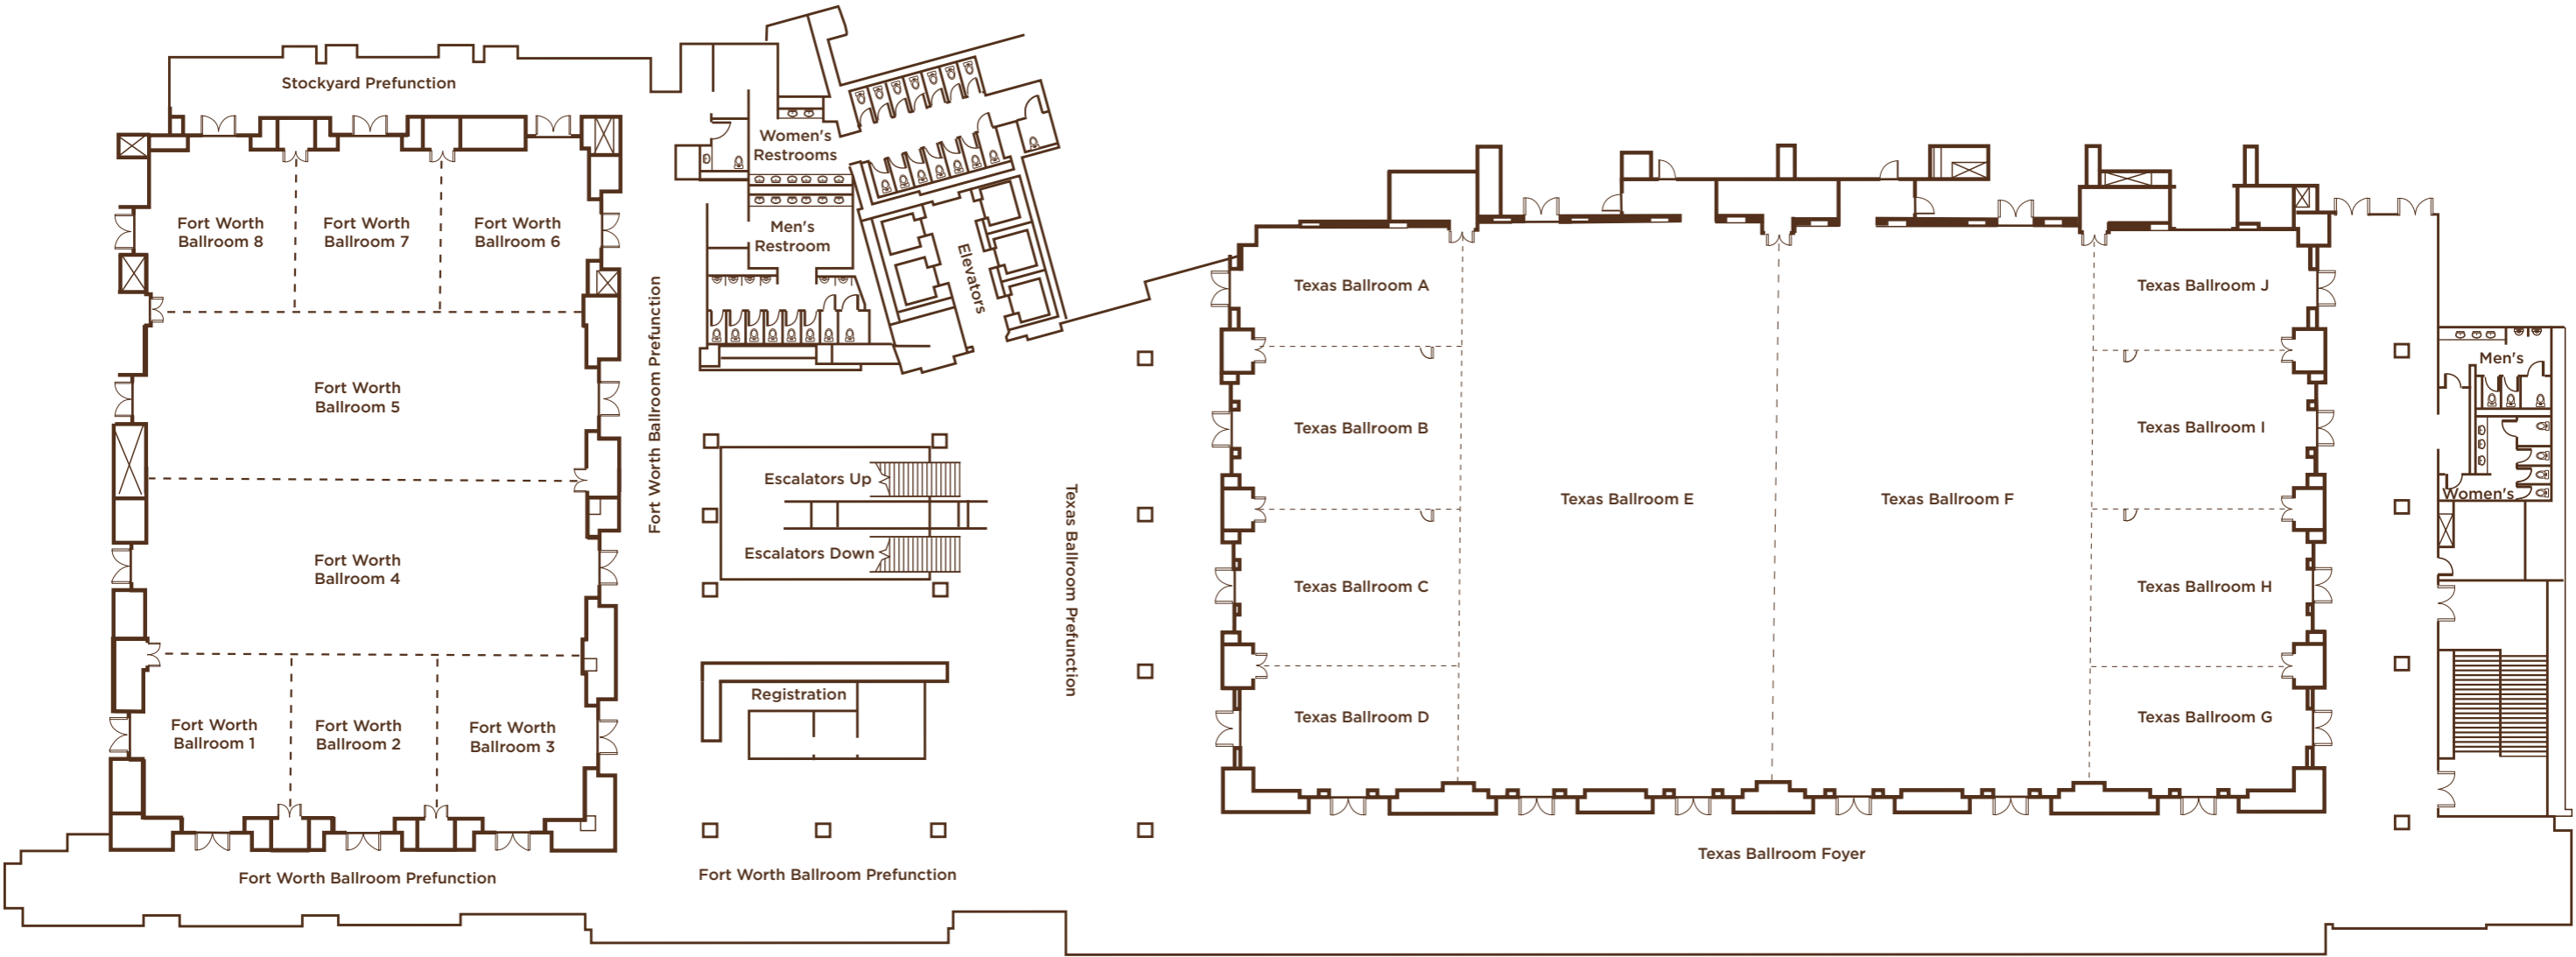 Stockyard Prefunction
Women's
Restrooms
Men's
Restroom
Elevators
Fort Worth
Ballroom 8
Fort Worth
Ballroom 7
Fort Worth
Ballroom 6
Fort Worth
Ballroom 5
Fort Worth
Ballroom 4
Fort Worth
Ballroom 1
Fort Worth
Ballroom 2
Fort Worth
Ballroom 3
Fort Worth Ballroom Prefunction
Escalators Up
Escalators Down
Registration
Texas Ballroom Prefunction
Fort Worth Ballroom Prefunction
Fort Worth Ballroom Prefunction
Texas Ballroom A
Texas Ballroom B
Texas Ballroom C
Texas Ballroom D
Texas Ballroom E
Texas Ballroom F
Texas Ballroom J
Texas Ballroom I
Texas Ballroom H
Texas Ballroom G
Men's
Women's
Texas Ballroom Foyer